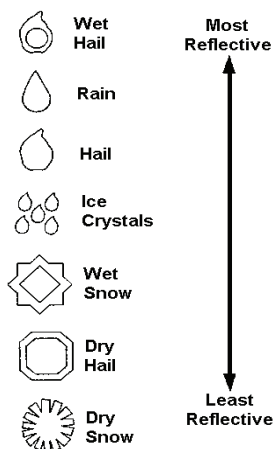 Wet
Hail
Most
Reflective
Rain
Hail
Ice
Crystals
Wet
Snow
Dry
Hail
Dry
Snow
Least
Reflective